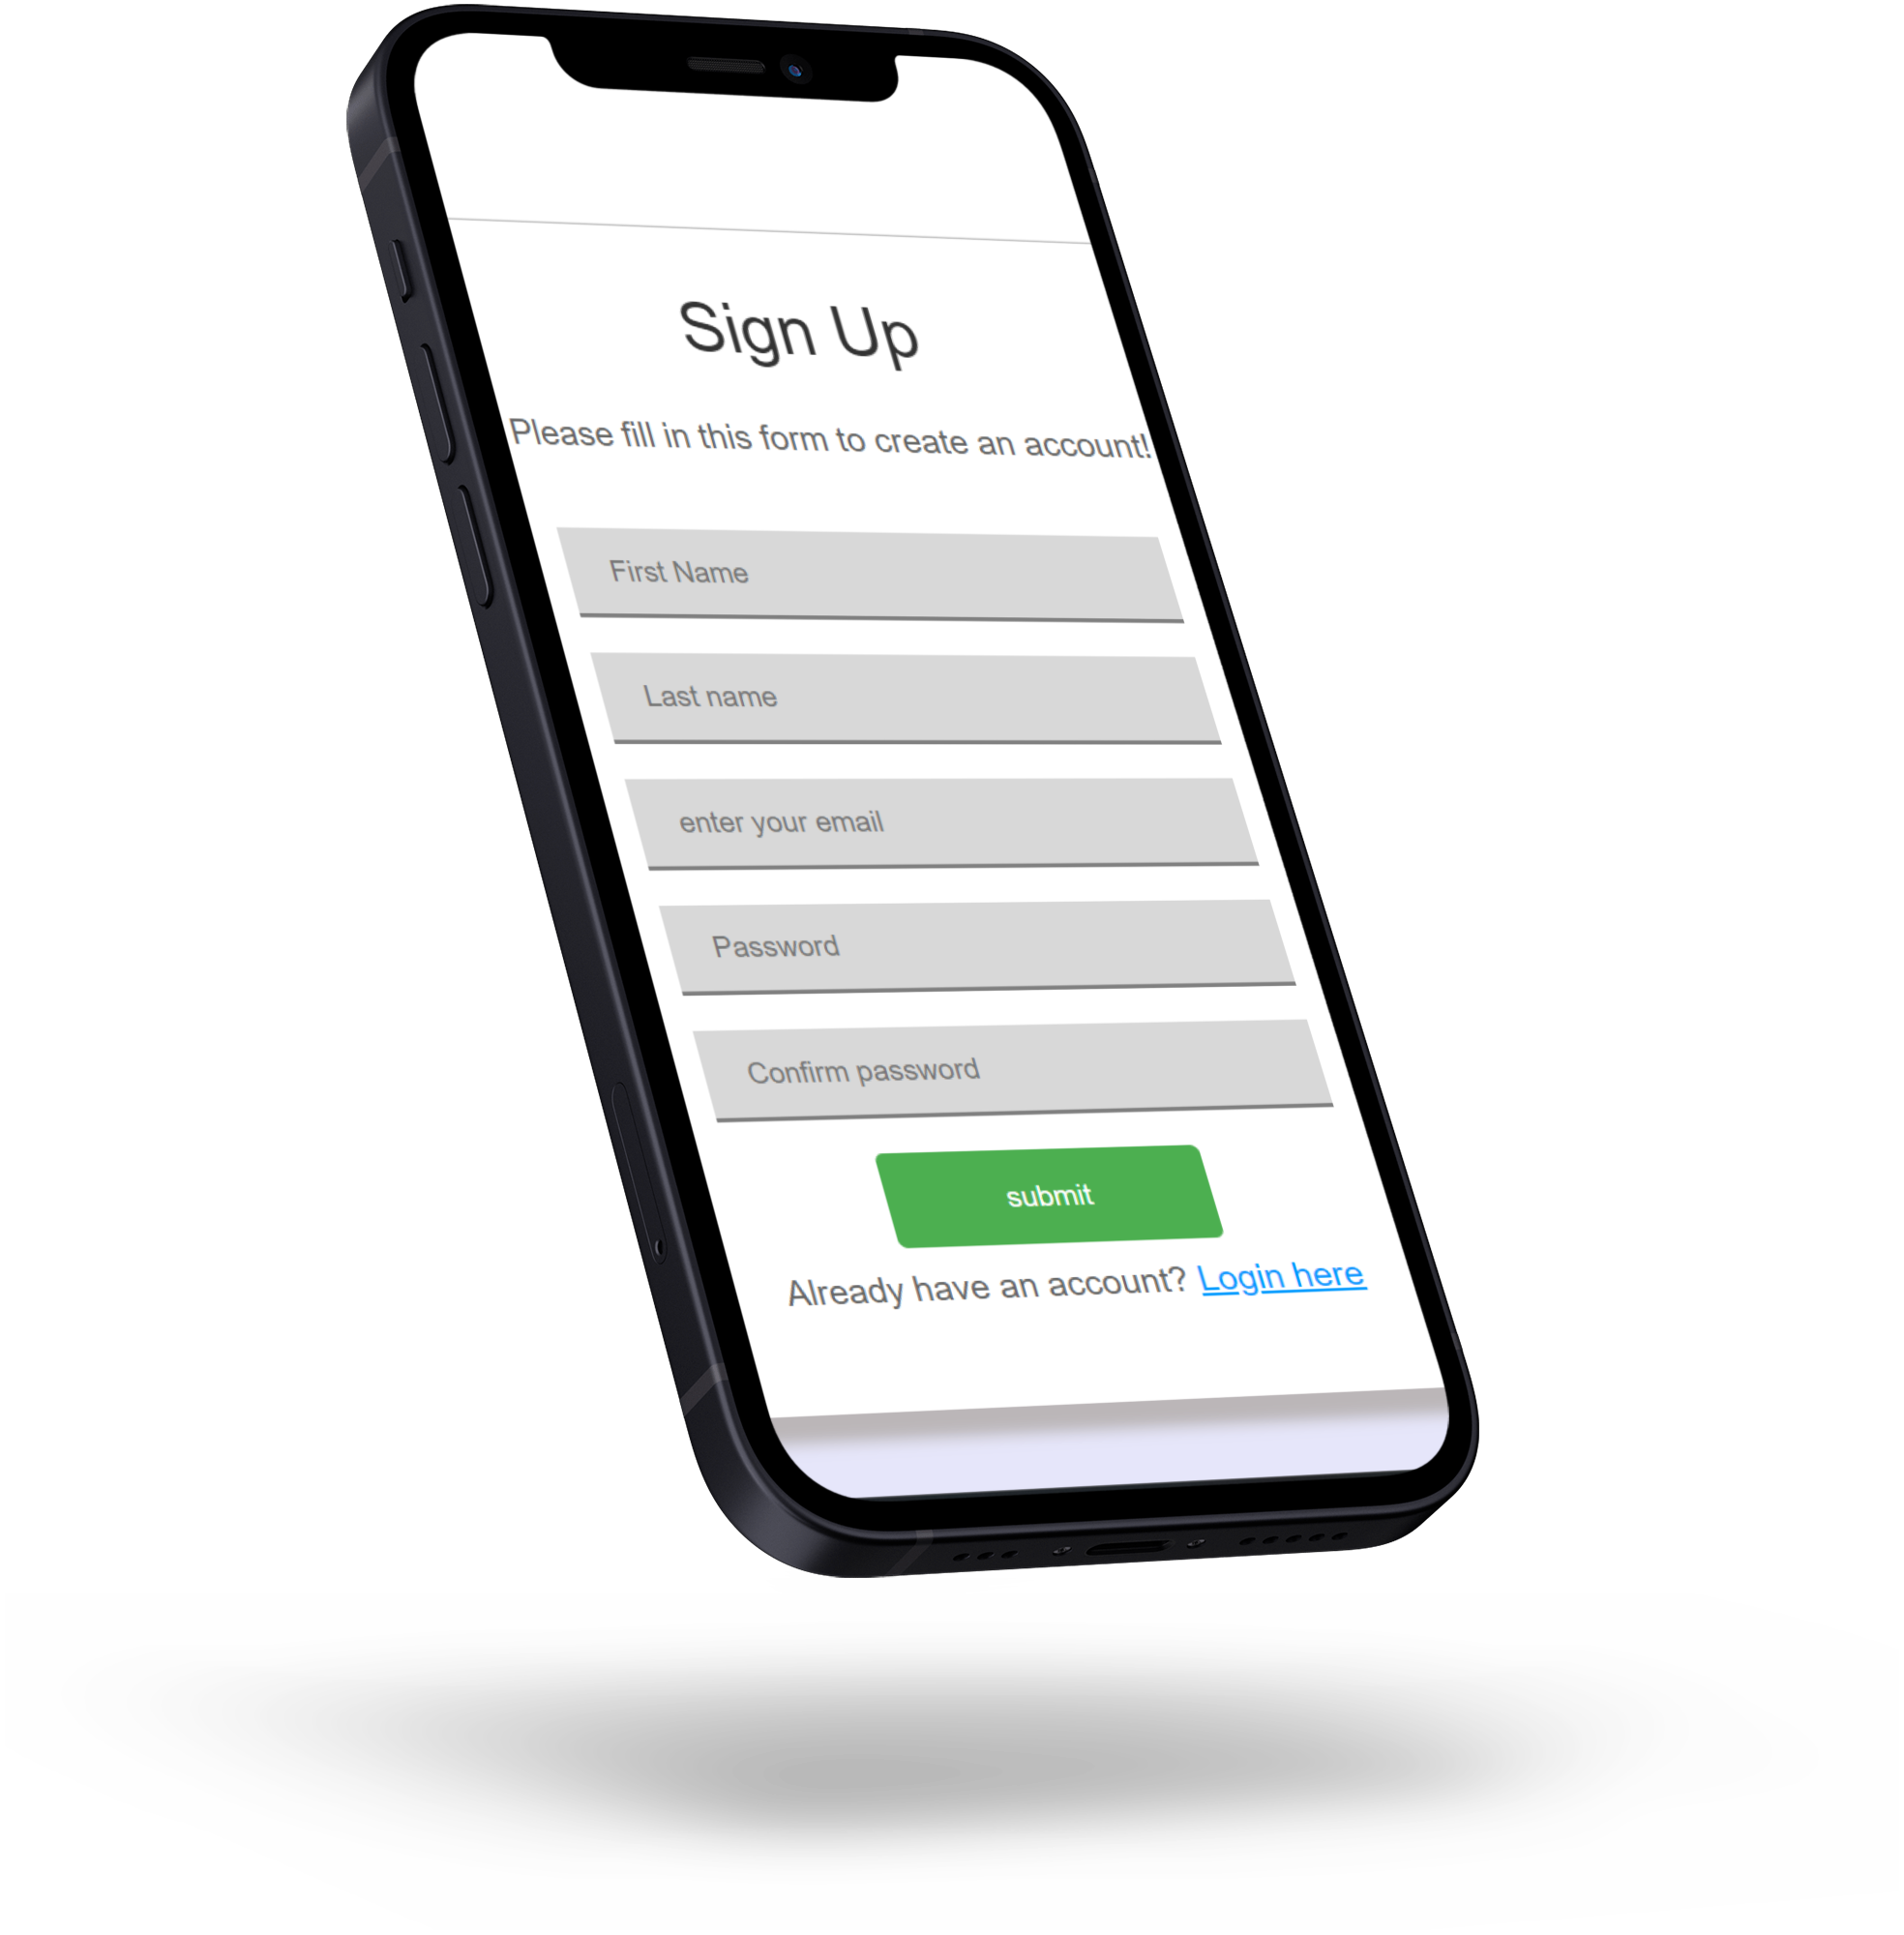 Sign Up
Please fill in this form to create an account!
First Name
Last name
enter your email
Password
Confirm password
submit
Already have an account? Login here